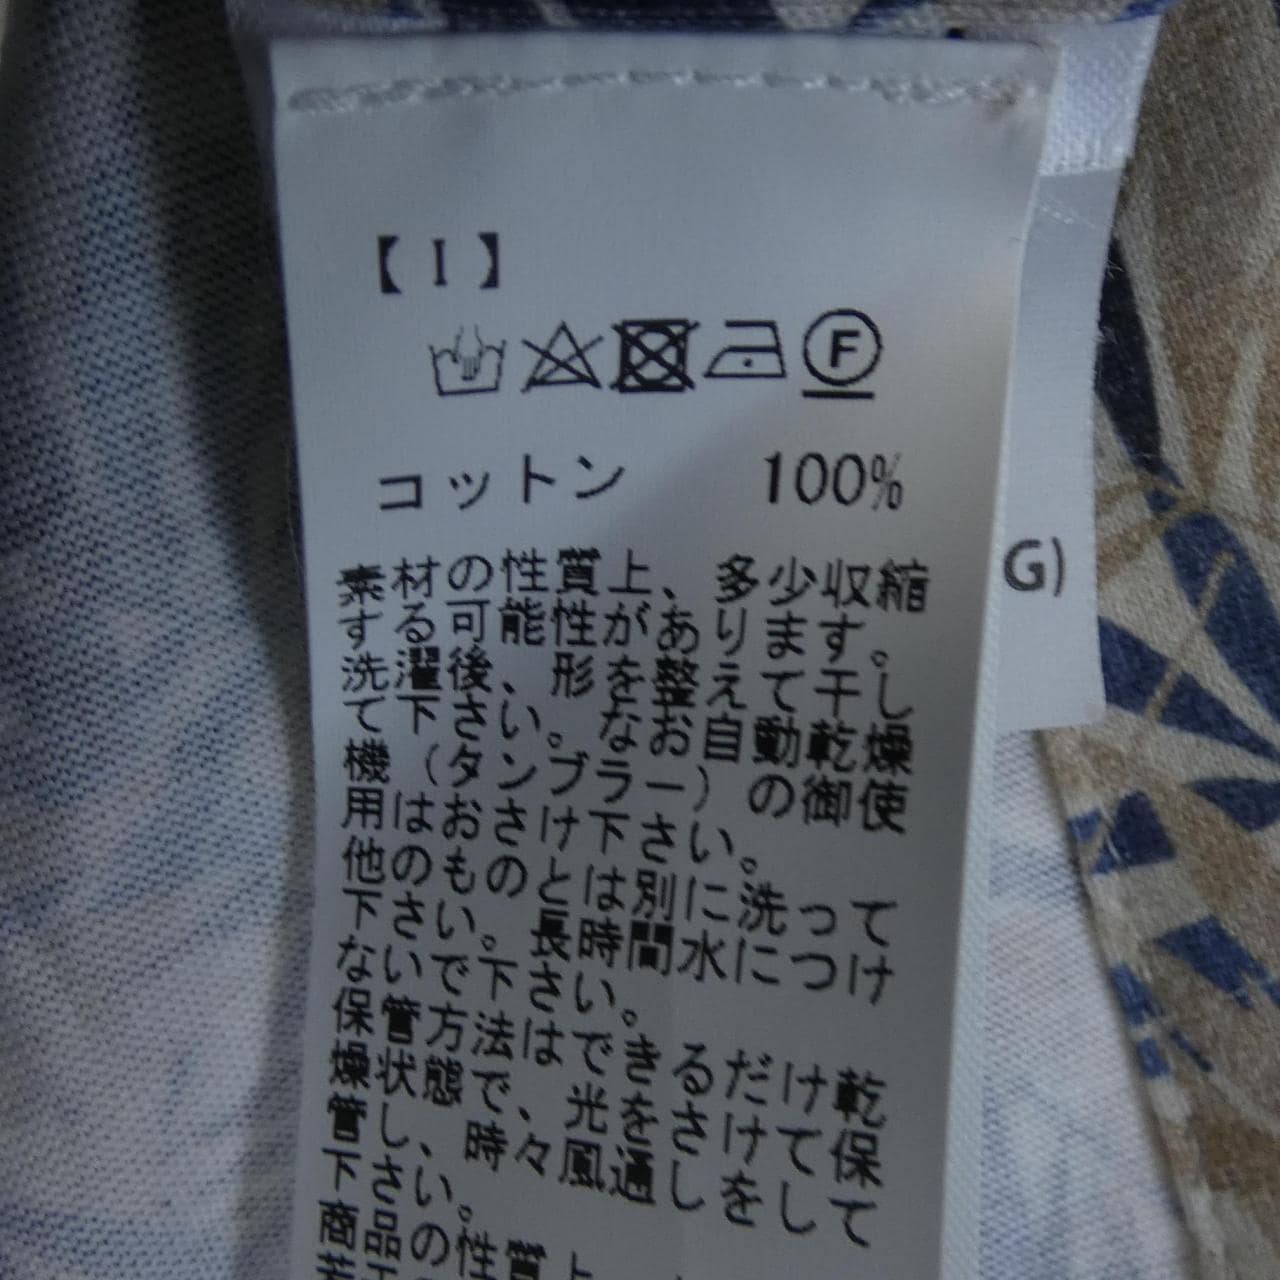 【I】
F
コットン 100%
素材の性質上、多少収縮
する可能性があります。
洗濯後、形を整えて干し
て下さい。なお自動乾燥
機（タンブラー）の御使
用はおさけ下さい。
他のものとは別に洗って
下さい。長時間水につけ
ないで下さい。
保管方法はできるだけ乾
燥状態で、光をさけて保
管し、時々風通しをして
下さい。
商品の性質上
G)